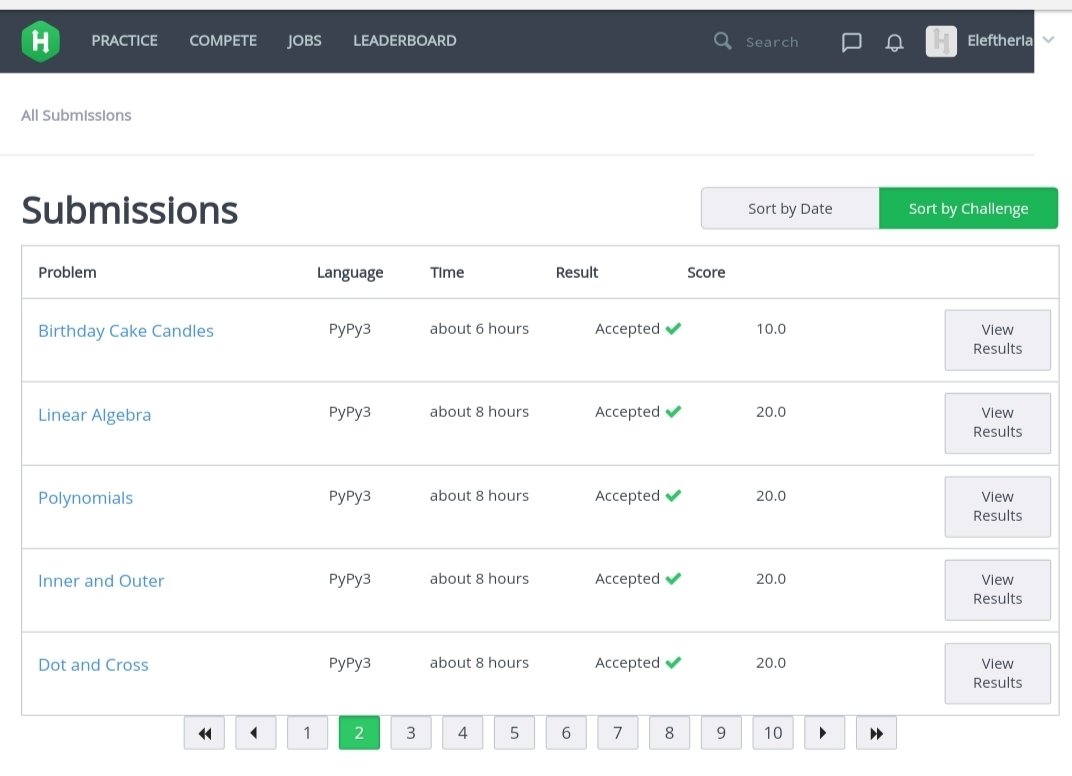 H PRACTICE COMPETE JOBS LEADERBOARD Search Eleftheria
All Submissions
Submissions
Sort by Date Sort by Challenge
Problem Language Time Result Score
Birthday Cake Candles PyPy3 about 6 hours Accepted 10.0 View
Results
Linear Algebra PyPy3 about 8 hours Accepted 20.0 View
Results
Polynomials PyPy3 about 8 hours Accepted 20.0 View
Results
Inner and Outer PyPy3 about 8 hours Accepted 20.0 View
Results
Dot and Cross PyPy3 about 8 hours Accepted 20.0 View
Results
1 2 3 4 5 6 7 8 9 10